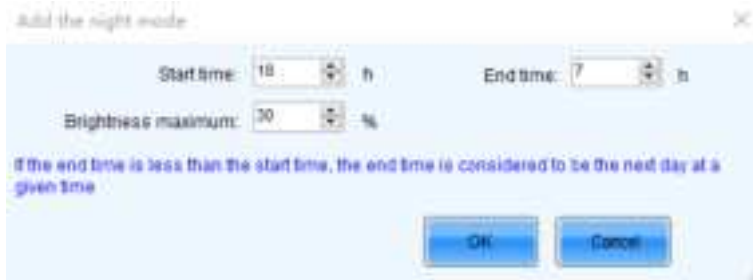 Add the night mode
Start time: 18 h End time: 7 h
Brightness maximum: 30 %
If the end time is less than the start time, the end time is considered to be the next day at a
given time
OK Cancel